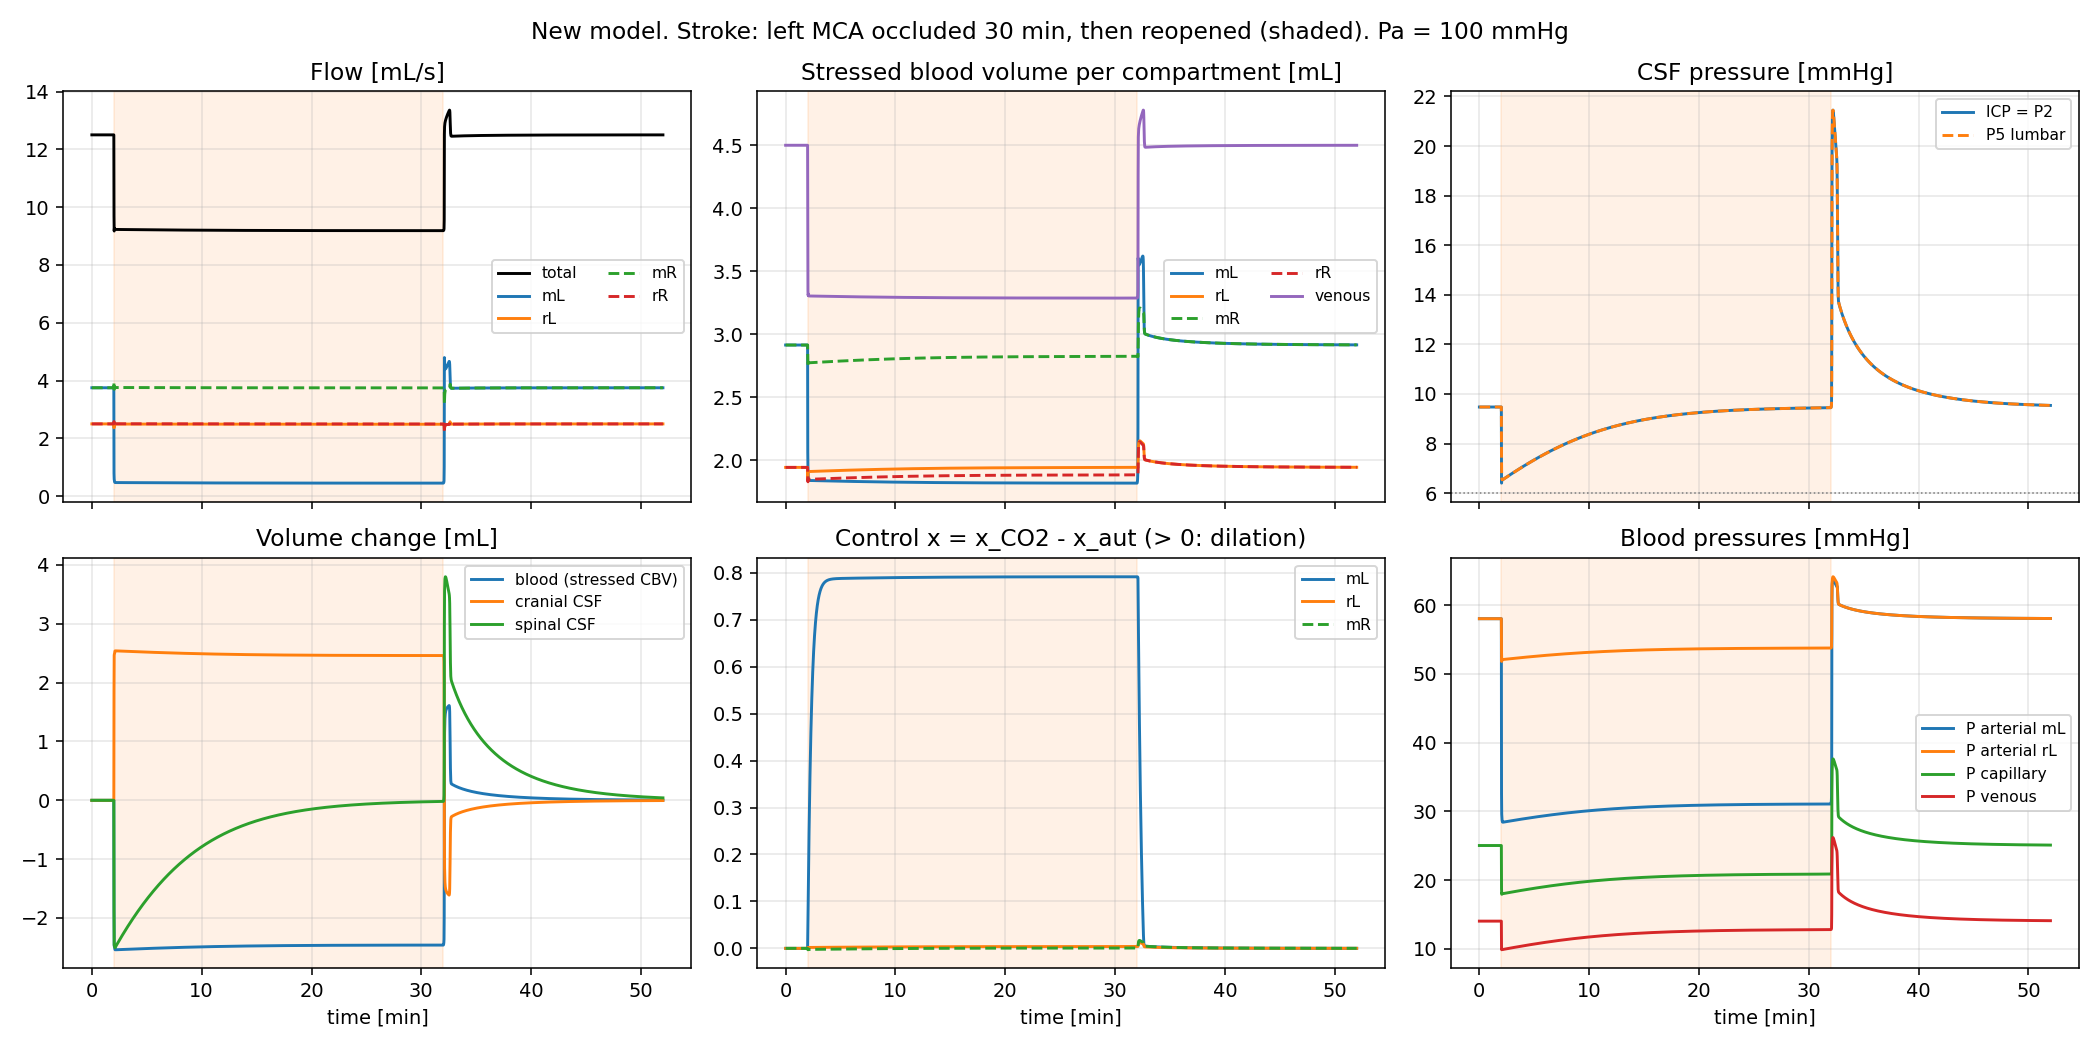 New model. Stroke: left MCA occluded 30 min, then reopened (shaded). Pa = 100 mmHg
Flow [mL/s]
14
12
10
8
6
4
2
0
total
mL
rL
mR
rR
Stressed blood volume per compartment [mL]
4.5
4.0
3.5
3.0
2.5
2.0
mL
rL
mR
rR
venous
CSF pressure [mmHg]
22
20
18
16
14
12
10
8
6
ICP = P2
P5 lumbar
Volume change [mL]
4
3
2
1
0
−1
−2
blood (stressed CBV)
cranial CSF
spinal CSF
0
10
20
30
40
50
time [min]
Control x = x_CO2 - x_aut (> 0: dilation)
0.8
0.7
0.6
0.5
0.4
0.3
0.2
0.1
0.0
mL
rL
mR
0
10
20
30
40
50
time [min]
Blood pressures [mmHg]
60
50
40
30
20
10
P arterial mL
P arterial rL
P capillary
P venous
0
10
20
30
40
50
time [min]